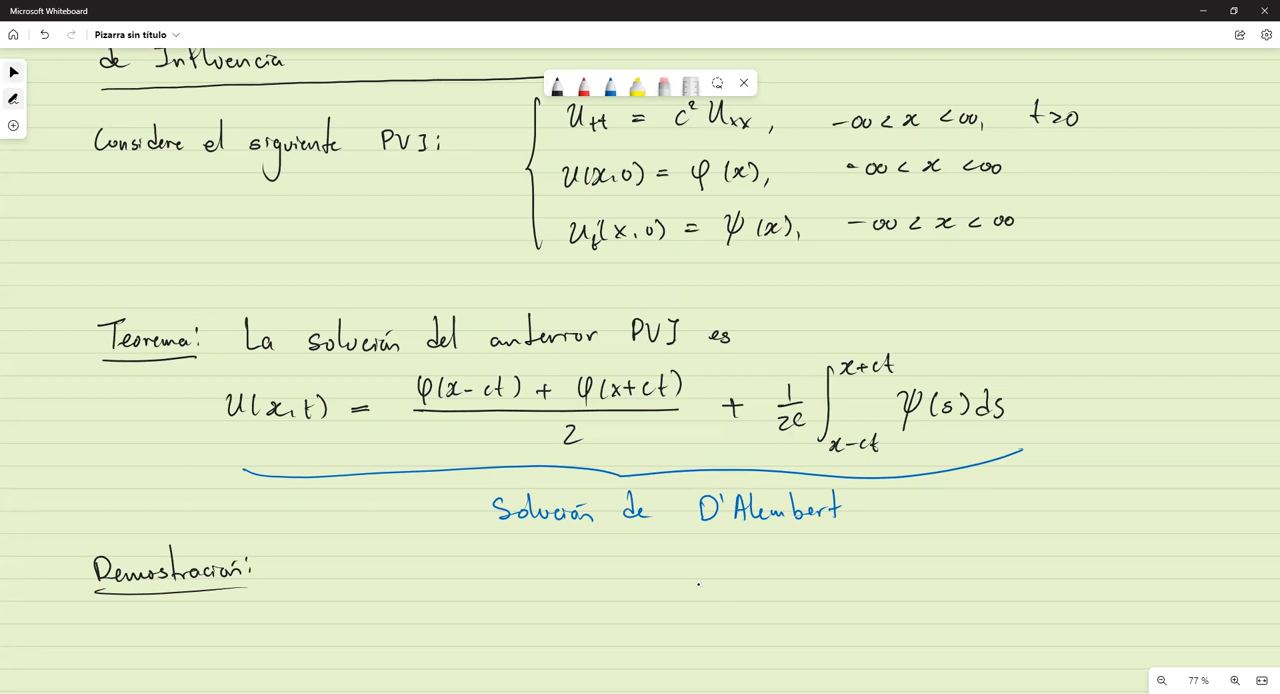 Microsoft Whiteboard
Pizarra sin título
de Influencia
Considere el siguiente PVI:
U_tt = c² U_xx, -∞ < x < ∞, t > 0
U(x,0) = φ(x), -∞ < x < ∞
U_t(x,0) = ψ(x), -∞ < x < ∞
Teorema: La solución del anterior PVI es
U(x,t) = (φ(x-ct) + φ(x+ct))/2 + 1/2c ∫_{x-ct}^{x+ct} ψ(s)ds
Solución de D'Alembert
Demostración:
77 %